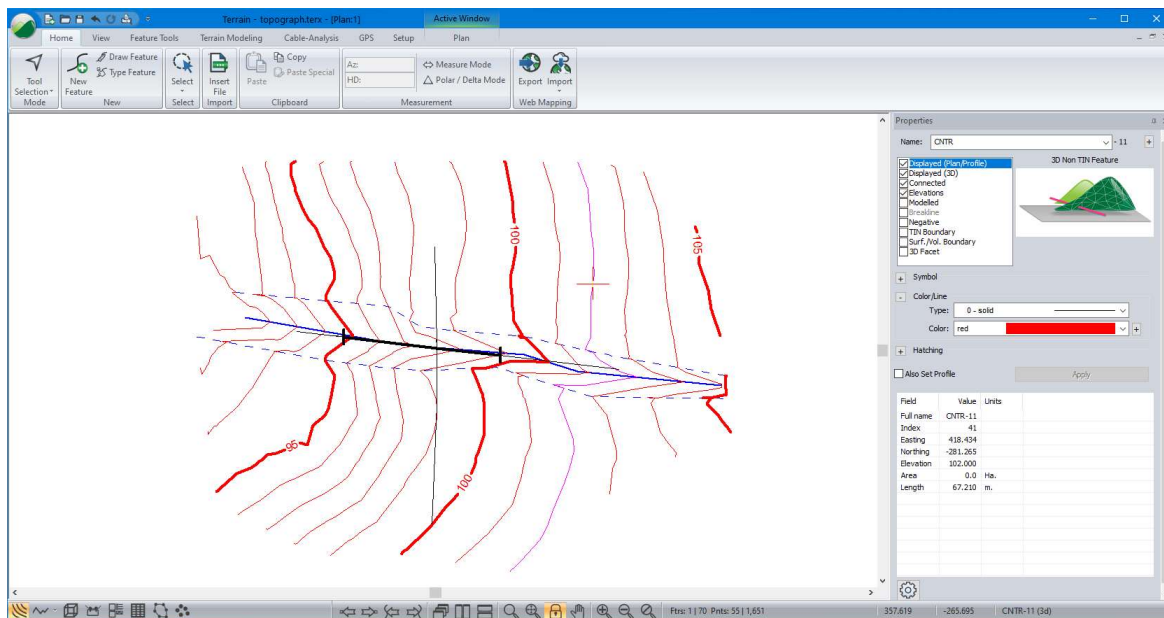 Terrain - topograph.terx - [Plan:1]
Active Window
Home View Feature Tools Terrain Modeling Cable-Analysis GPS Setup Plan
Tool Selection
Mode
New Feature
Draw Feature
Type Feature
New
Select
Select
Insert File
Import
Paste
Copy
Paste Special
Clipboard
Az:
HD:
Measure Mode
Polar / Delta Mode
Measurement
Export Import
Web Mapping
100
-105
95
100
Properties
Name: CNTR - 11 +
Displayed (Plan/Profile)
Displayed (3D)
Connected
Elevations
Modelled
Breakline
Negative
TIN Boundary
Surf./Vol. Boundary
3D Facet
3D Non TIN Feature
+ Symbol
- Color/Line
Type: 0 - solid
Color: red +
+ Hatching
Also Set Profile
Apply
Field Value Units
Full name CNTR-11
Index 41
Easting 418.434
Northing -281.265
Elevation 102.000
Area 0.0 Ha.
Length 67.210 m.
Ftrs: 1 | 70 Pnts: 55 | 1,651
357.619 -265.695 CNTR-11 (3d)